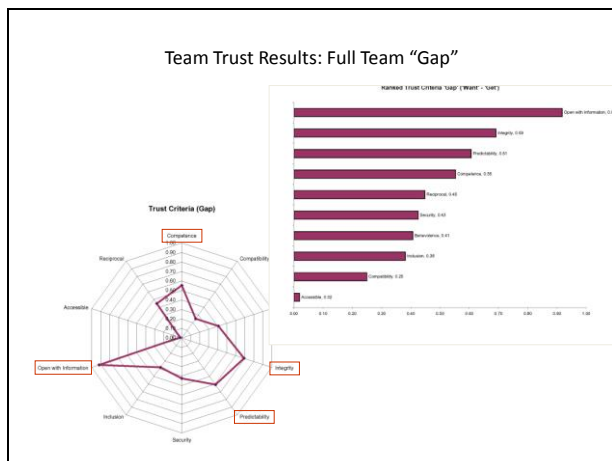 Team Trust Results: Full Team “Gap”
Ranked Trust Criteria 'Gap' ('Want' - 'Get')
Open with Information, 0.
Integrity, 0.69
Predictability, 0.61
Competence, 0.55
Reciprocal, 0.45
Security, 0.43
Benevolence, 0.41
Inclusion, 0.38
Compatibility, 0.25
Accessible, 0.02
0.00 0.10 0.20 0.30 0.40 0.50 0.60 0.70 0.80 0.90 1.00
Trust Criteria (Gap)
Competence
1.00
0.90
0.80
0.70
0.60
0.50
0.40
0.30
0.20
0.10
0.00
Compatibility
Integrity
Predictability
Security
Inclusion
Open with Information
Accessible
Reciprocal